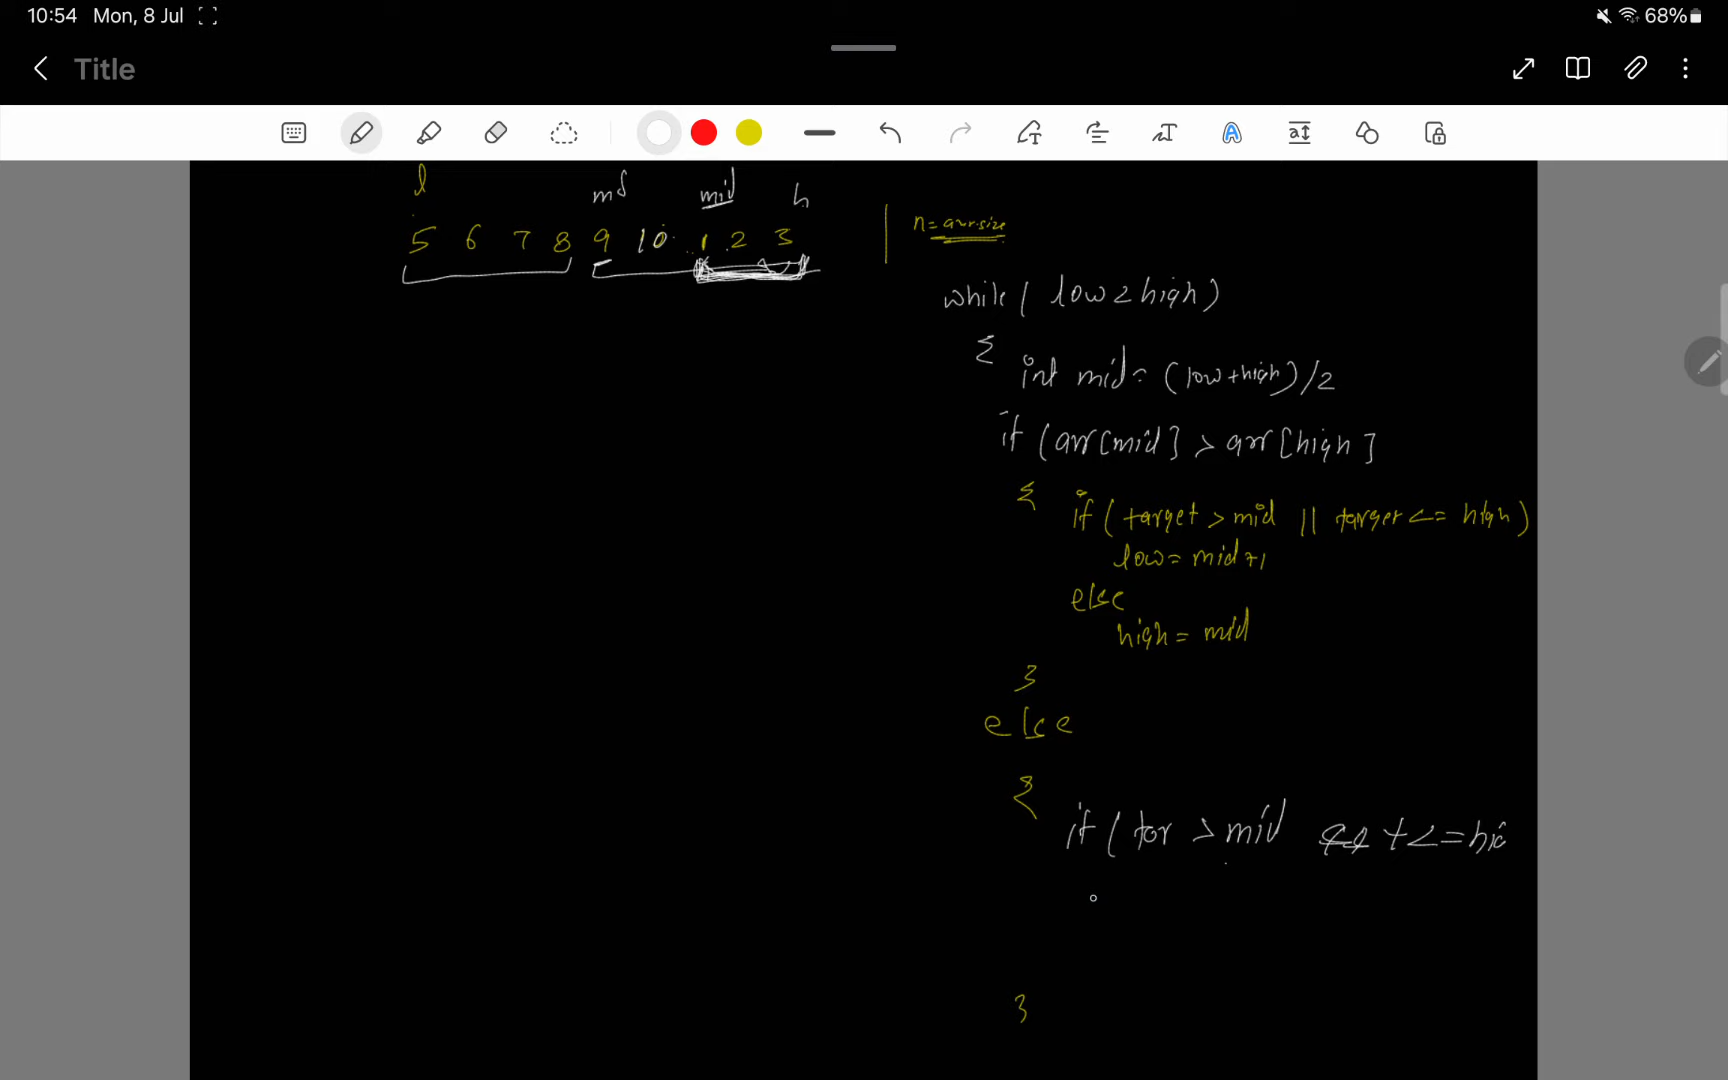 10:54 Mon, 8 Jul 68%
Title
l mid h
5 6 7 8 9 10 1 2 3
n = arr.size
while( low < high)
{ int mid = (low+high)/2
if (arr[mid] > arr[high]
{ if (target > mid || target <= high)
low = mid+1
else
high = mid
}
else
{
if ( tar > mid && t <= hi
}